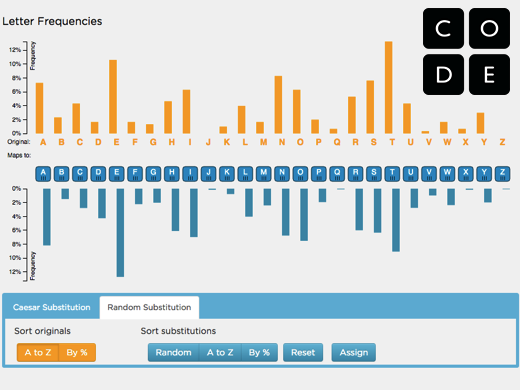 Letter Frequencies
C O
D E
Frequency
12%
10%
8%
6%
4%
2%
0%
Original: A B C D E F G H I J K L M N O P Q R S T U V W X Y Z
Maps to:
A B C D E F G H I J K L M N O P Q R S T U V W X Y Z
0%
2%
4%
6%
8%
10%
12%
Frequency
Caesar Substitution Random Substitution
Sort originals Sort substitutions
A to Z By % Random A to Z By % Reset Assign